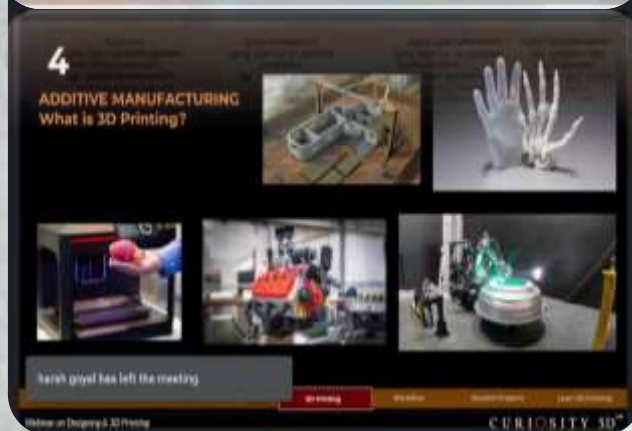 4
ADDITIVE MANUFACTURING
What is 3D Printing?
harsh goyal has left the meeting
3D Printing
Workflow
Student Projects
Learn 3D Printing
Webinar on Designing & 3D Printing
CURIOSITY 3D